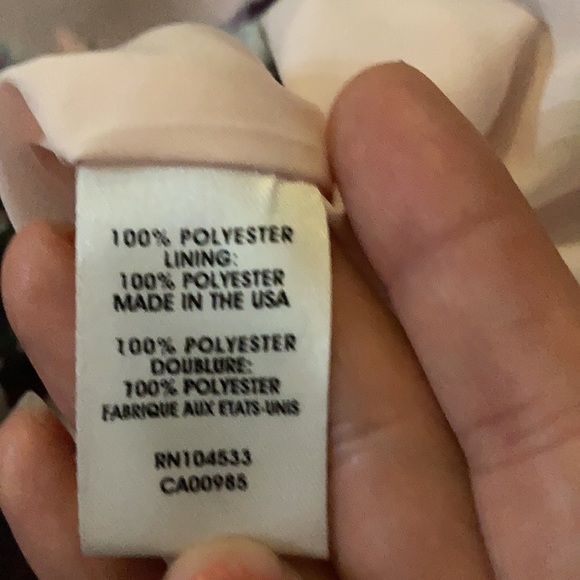 100% POLYESTER
LINING:
100% POLYESTER
MADE IN THE USA
100% POLYESTER
DOUBLURE:
100% POLYESTER
FABRIQUE AUX ETATS-UNIS
RN104533
CA00985